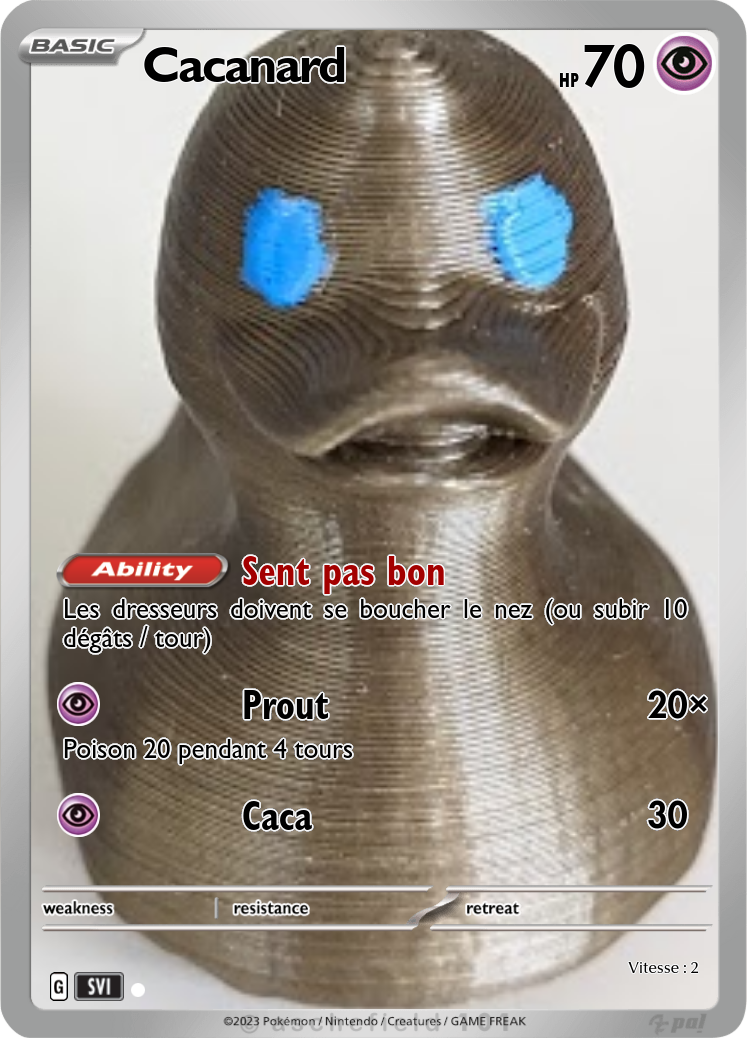 BASIC
Cacanard
HP 70
Ability Sent pas bon
Les dresseurs doivent se boucher le nez (ou subir 10
dégâts / tour)
Prout 20×
Poison 20 pendant 4 tours
Caca 30
weakness resistance retreat
Vitesse : 2
G SVI
©2023 Pokémon / Nintendo / Creatures / GAME FREAK